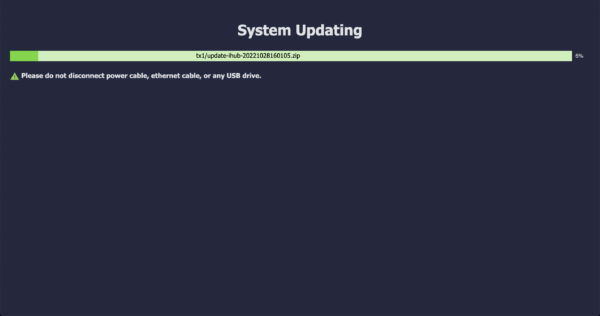 System Updating
tx1/update-ihub-20221028160105.zip
5%
Please do not disconnect power cable, ethernet cable, or any USB drive.